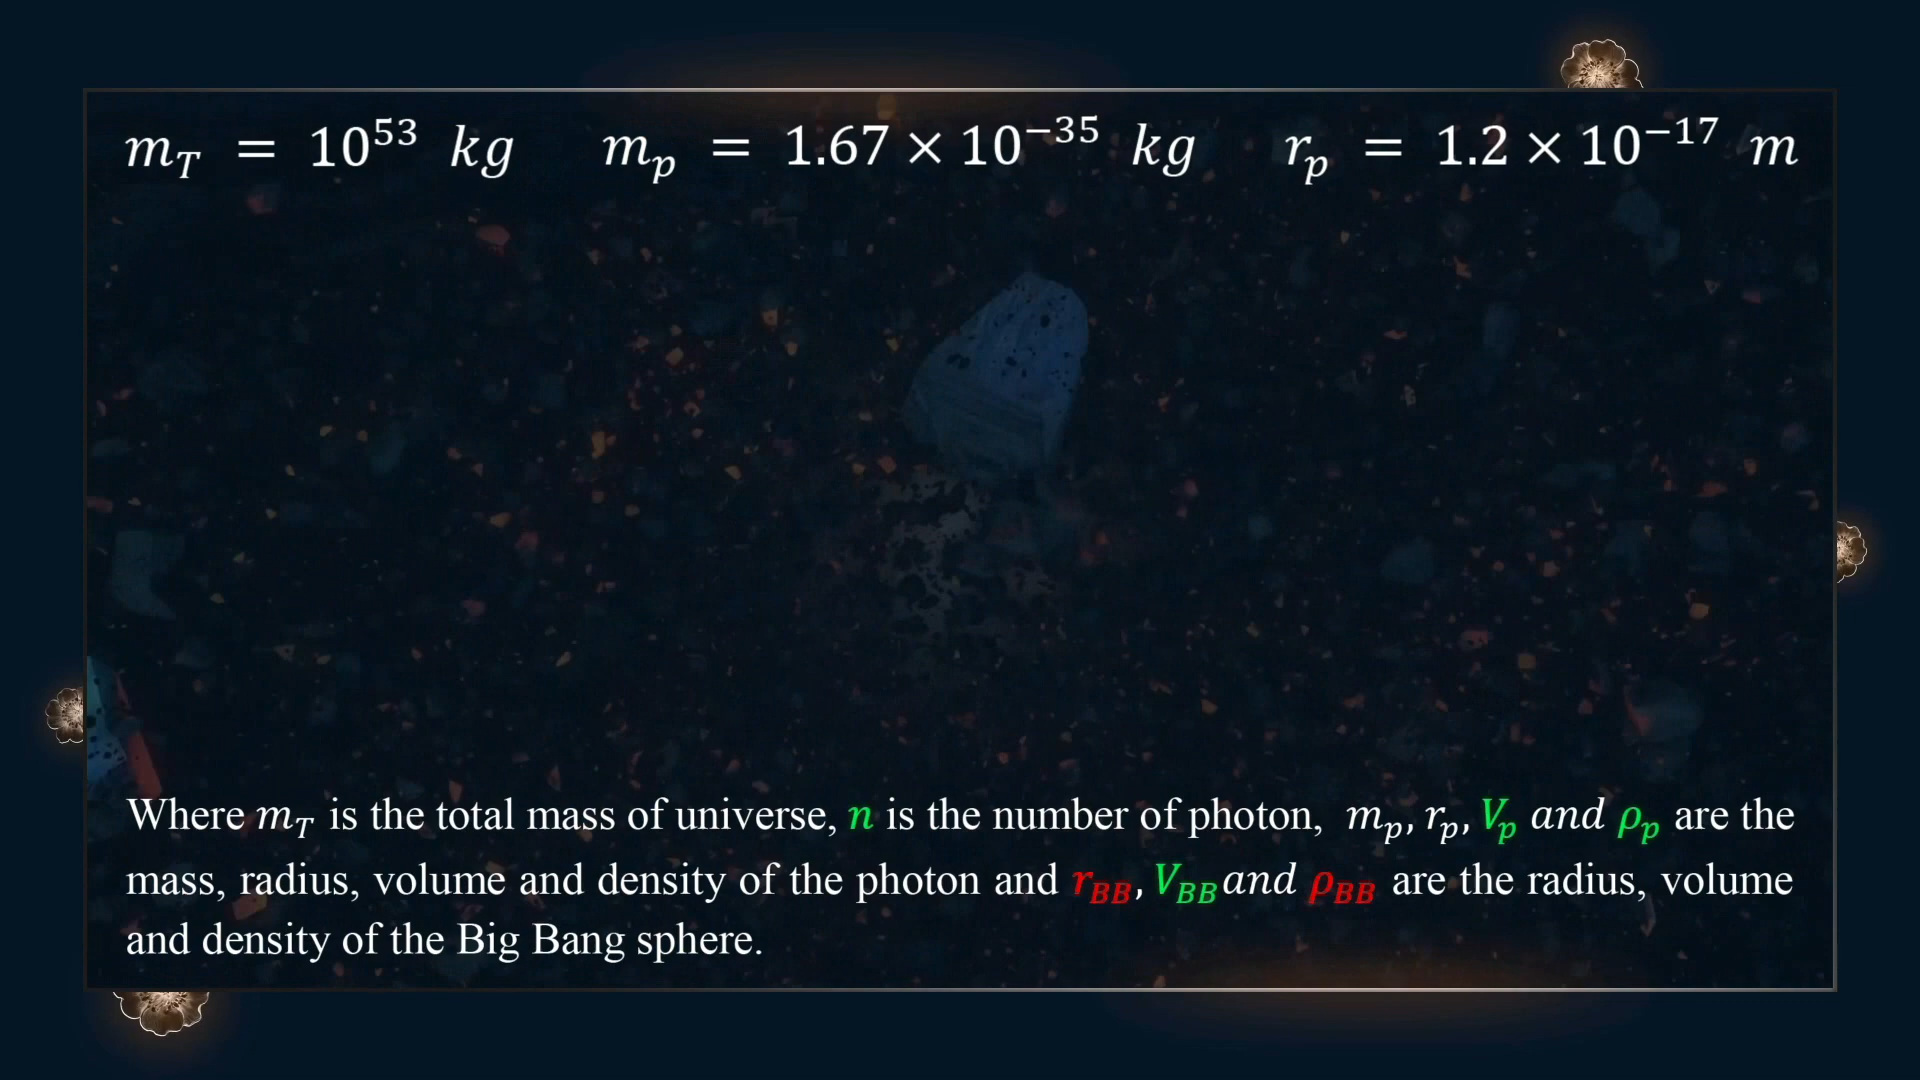 m_T = 10^53 kg m_p = 1.67 × 10^−35 kg r_p = 1.2 × 10^−17 m
Where m_T is the total mass of universe, n is the number of photon, m_p, r_p, V_p and ρ_p are the
mass, radius, volume and density of the photon and r_BB, V_BB and ρ_BB are the radius, volume
and density of the Big Bang sphere.